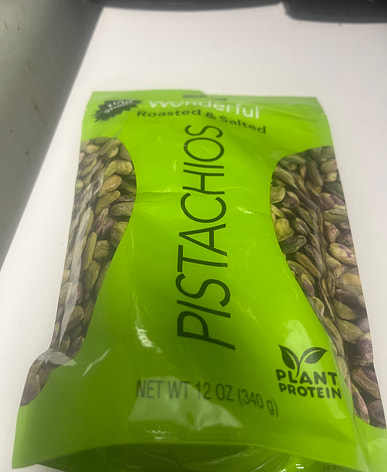 Wonderful
Roasted & Salted
PISTACHIOS
NET WT 12 OZ (340 g)
PLANT
PROTEIN